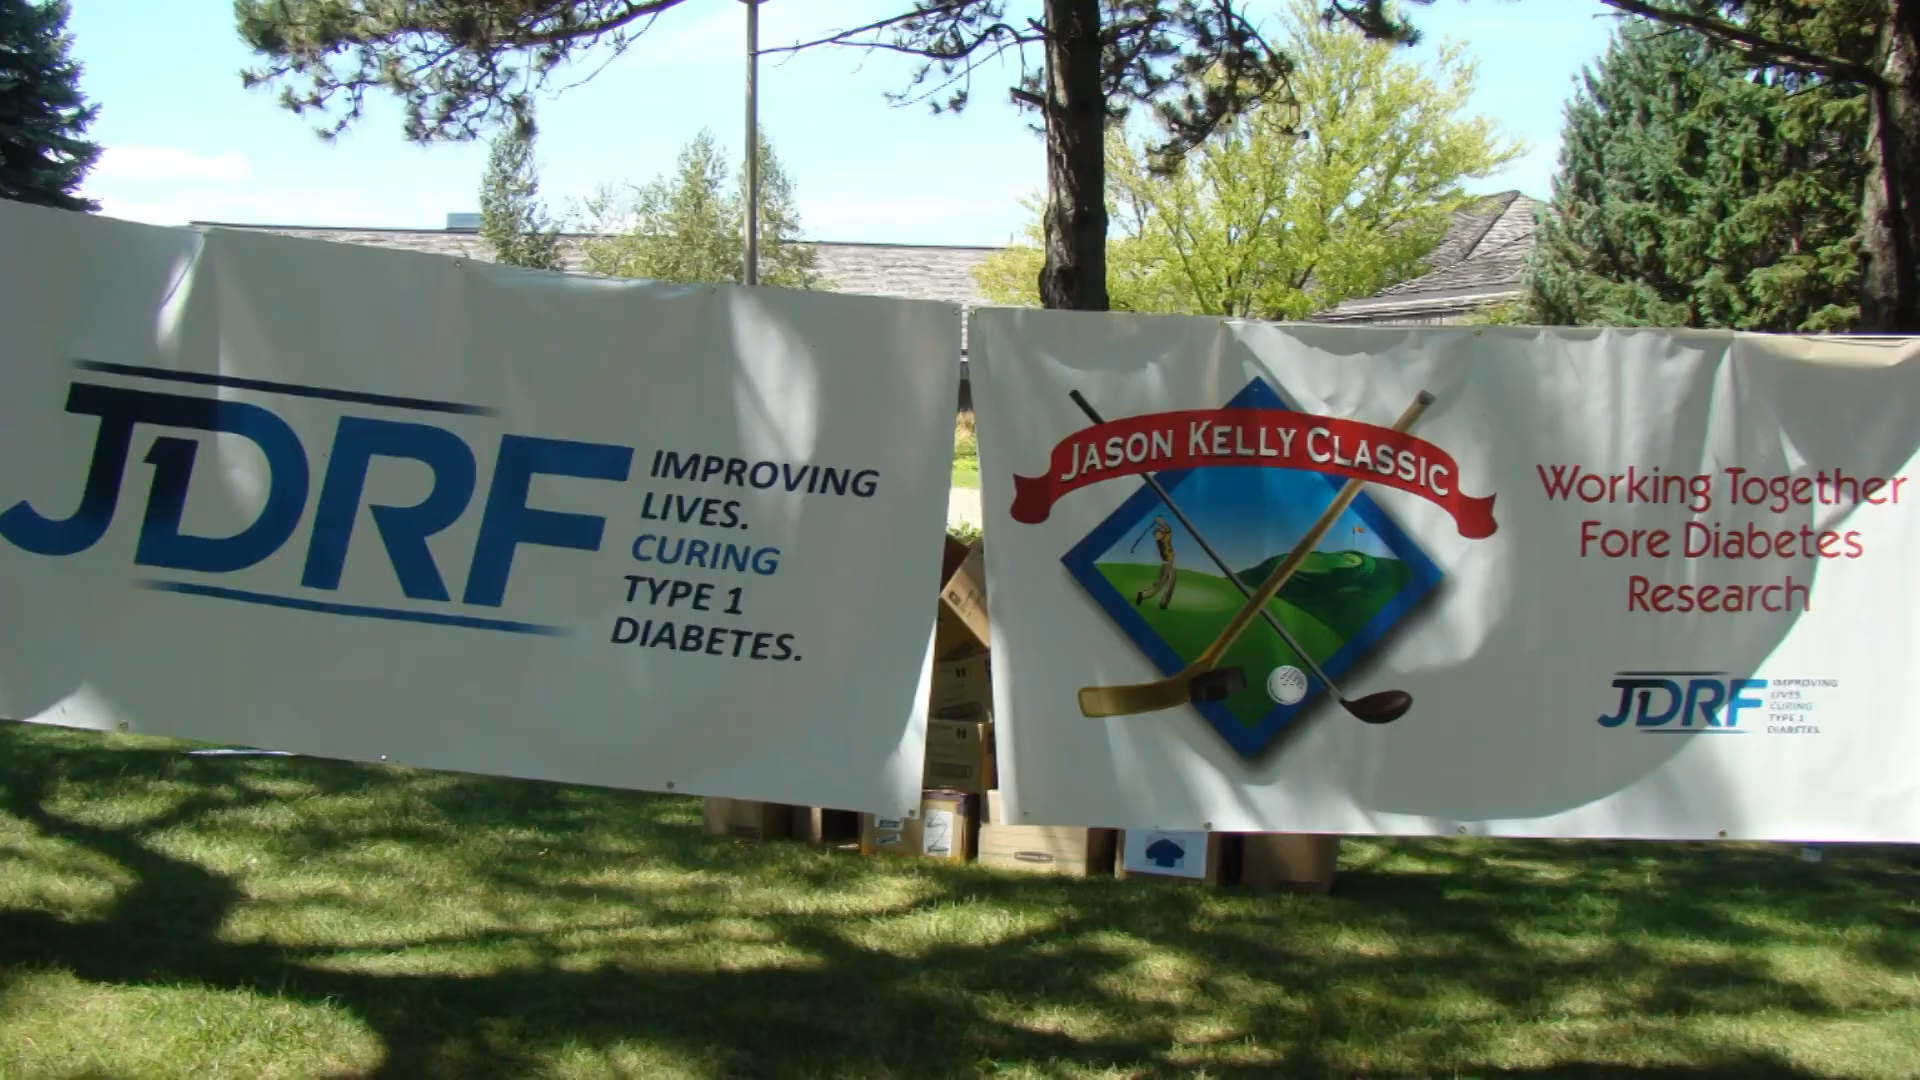 JDRF
IMPROVING
LIVES.
CURING
TYPE 1
DIABETES.
JASON KELLY CLASSIC
Working Together
Fore Diabetes
Research
JDRF
IMPROVING
LIVES.
CURING
TYPE 1
DIABETES.